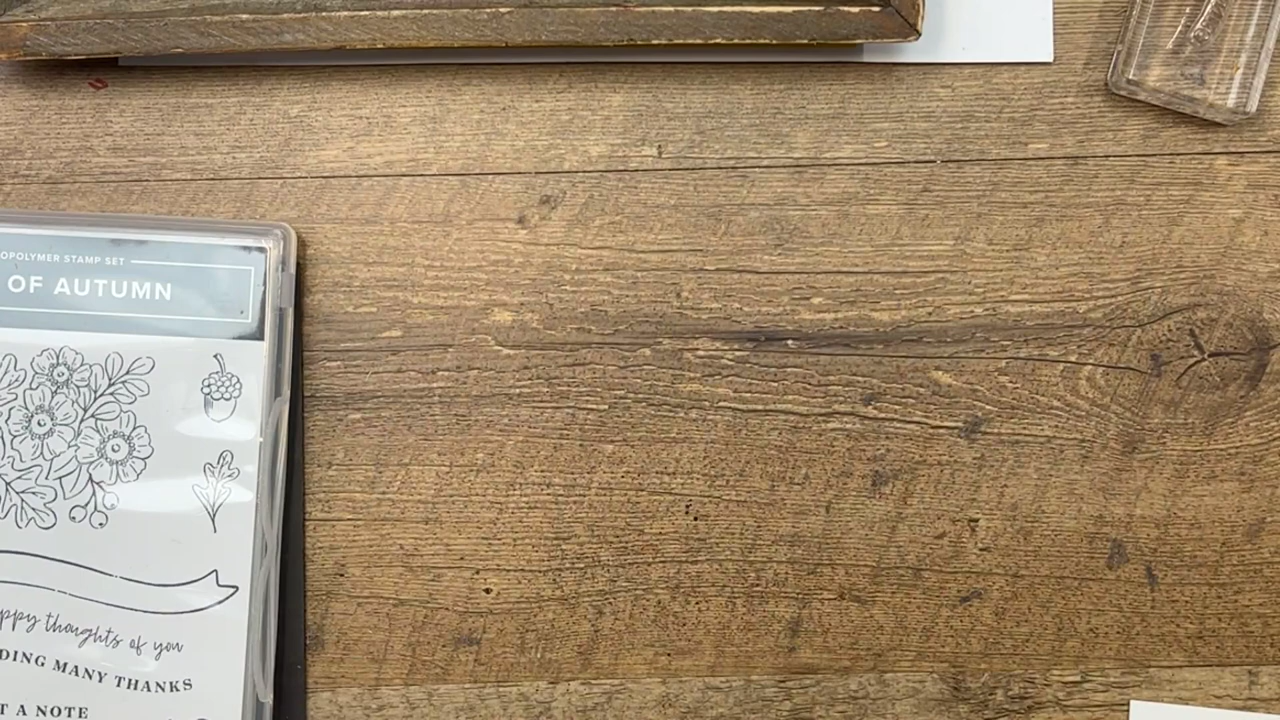 OPOLYMER STAMP SET
OF AUTUMN
ppy thoughts of you
DING MANY THANKS
T A NOTE